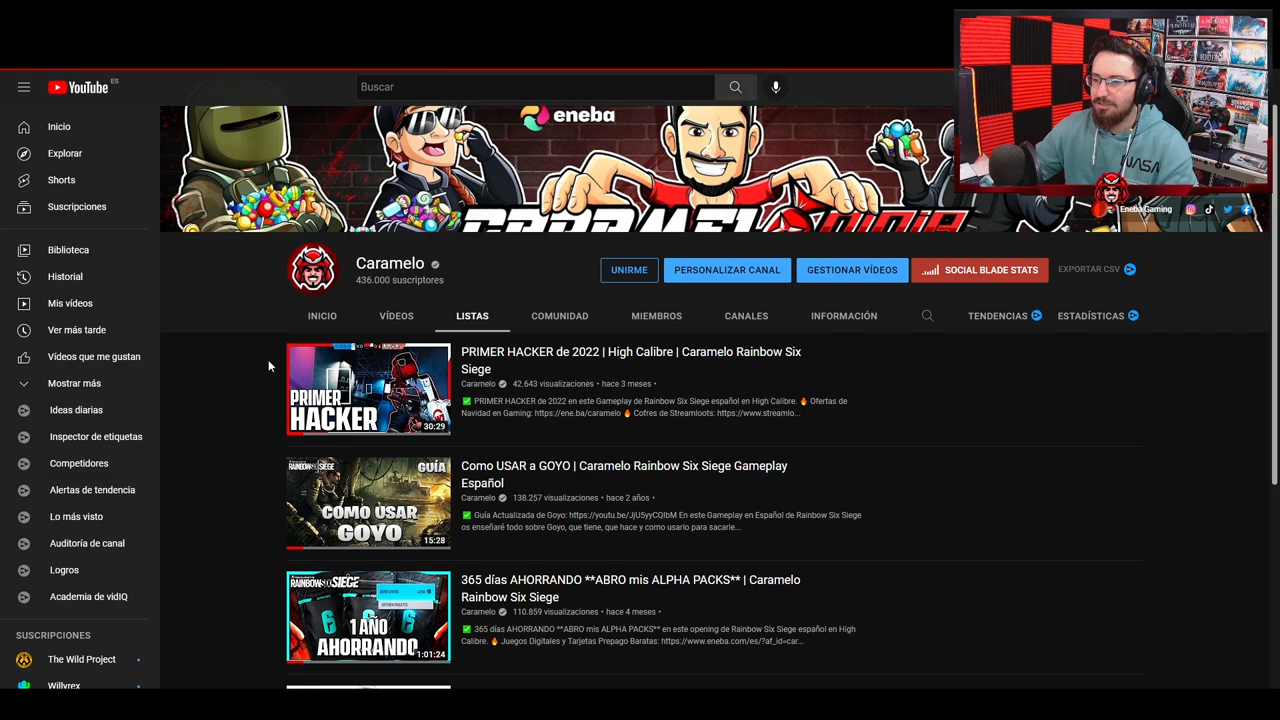 YouTube ES
Buscar
Inicio
Explorar
Shorts
Suscripciones
Biblioteca
Historial
Mis vídeos
Ver más tarde
Vídeos que me gustan
Mostrar más
Ideas diarias
Inspector de etiquetas
Competidores
Alertas de tendencia
Lo más visto
Auditoría de canal
Logros
Academia de vidIQ
SUSCRIPCIONES
The Wild Project
Willyrex
eneba
CARAMELO NINJA
NASA
Eneba Gaming
Caramelo
436.000 suscriptores
UNIRME
PERSONALIZAR CANAL
GESTIONAR VÍDEOS
SOCIAL BLADE STATS
EXPORTAR CSV
INICIO
VÍDEOS
LISTAS
COMUNIDAD
MIEMBROS
CANALES
INFORMACIÓN
TENDENCIAS
ESTADÍSTICAS
PRIMER
HACKER
30:29
PRIMER HACKER de 2022 | High Calibre | Caramelo Rainbow Six
Siege
Caramelo 42.643 visualizaciones • hace 3 meses •
✅ PRIMER HACKER de 2022 en este Gameplay de Rainbow Six Siege español en High Calibre. 🔥 Ofertas de
Navidad en Gaming: https://ene.ba/caramelo 🔥 Cofres de Streamloots: https://www.streamlo...
RAINBOW SIX SIEGE
GUÍA
COMO USAR
GOYO
15:28
Como USAR a GOYO | Caramelo Rainbow Six Siege Gameplay
Español
Caramelo 138.257 visualizaciones • hace 2 años •
✅ Guía Actualizada de Goyo: https://youtu.be/JjU5yyCQIbM En este Gameplay en Español de Rainbow Six Siege
os enseñaré todo sobre Goyo, que tiene, que hace y como usarlo para sacarle...
RAINBOW SIX SIEGE
6
1 AÑO
AHORRANDO
1:01:24
365 días AHORRANDO **ABRO mis ALPHA PACKS** | Caramelo
Rainbow Six Siege
Caramelo 110.859 visualizaciones • hace 4 meses •
✅ 365 días AHORRANDO **ABRO mis ALPHA PACKS** en este opening de Rainbow Six Siege español en High
Calibre. 🔥 Juegos Digitales y Tarjetas Prepago Baratas: https://www.eneba.com/es/?af_id=car...